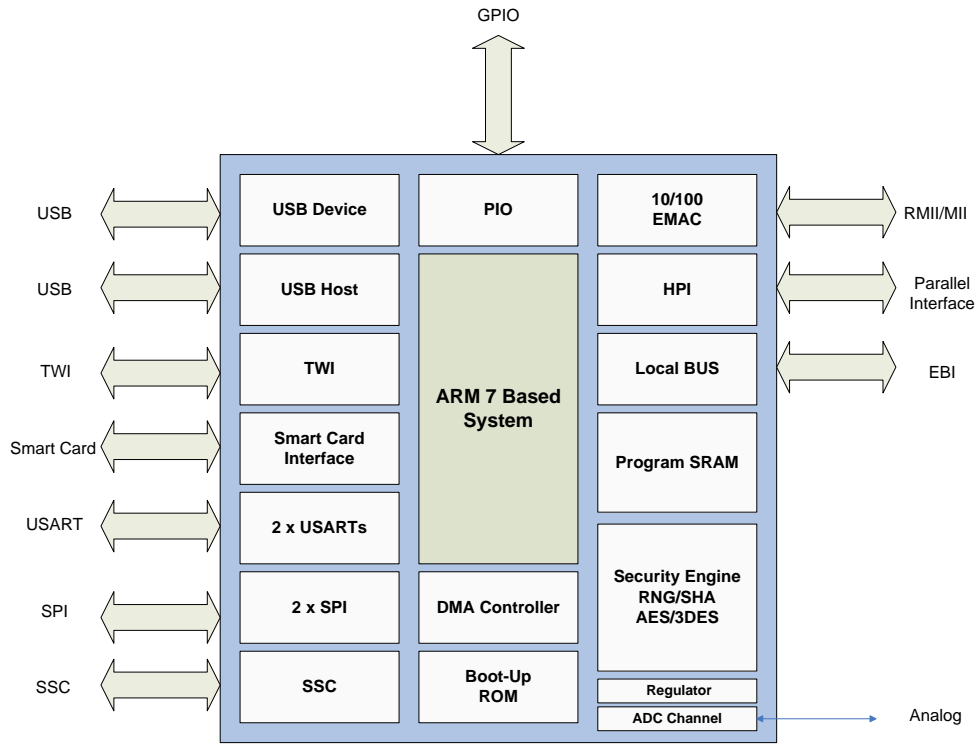 GPIO
USB
USB Device
PIO
10/100
EMAC
RMII/MII
USB
USB Host
HPI
Parallel
Interface
TWI
TWI
ARM 7 Based
System
Local BUS
EBI
Smart Card
Smart Card
Interface
Program SRAM
USART
2 x USARTs
SPI
2 x SPI
DMA Controller
Security Engine
RNG/SHA
AES/3DES
SSC
SSC
Boot-Up
ROM
Regulator
ADC Channel
Analog